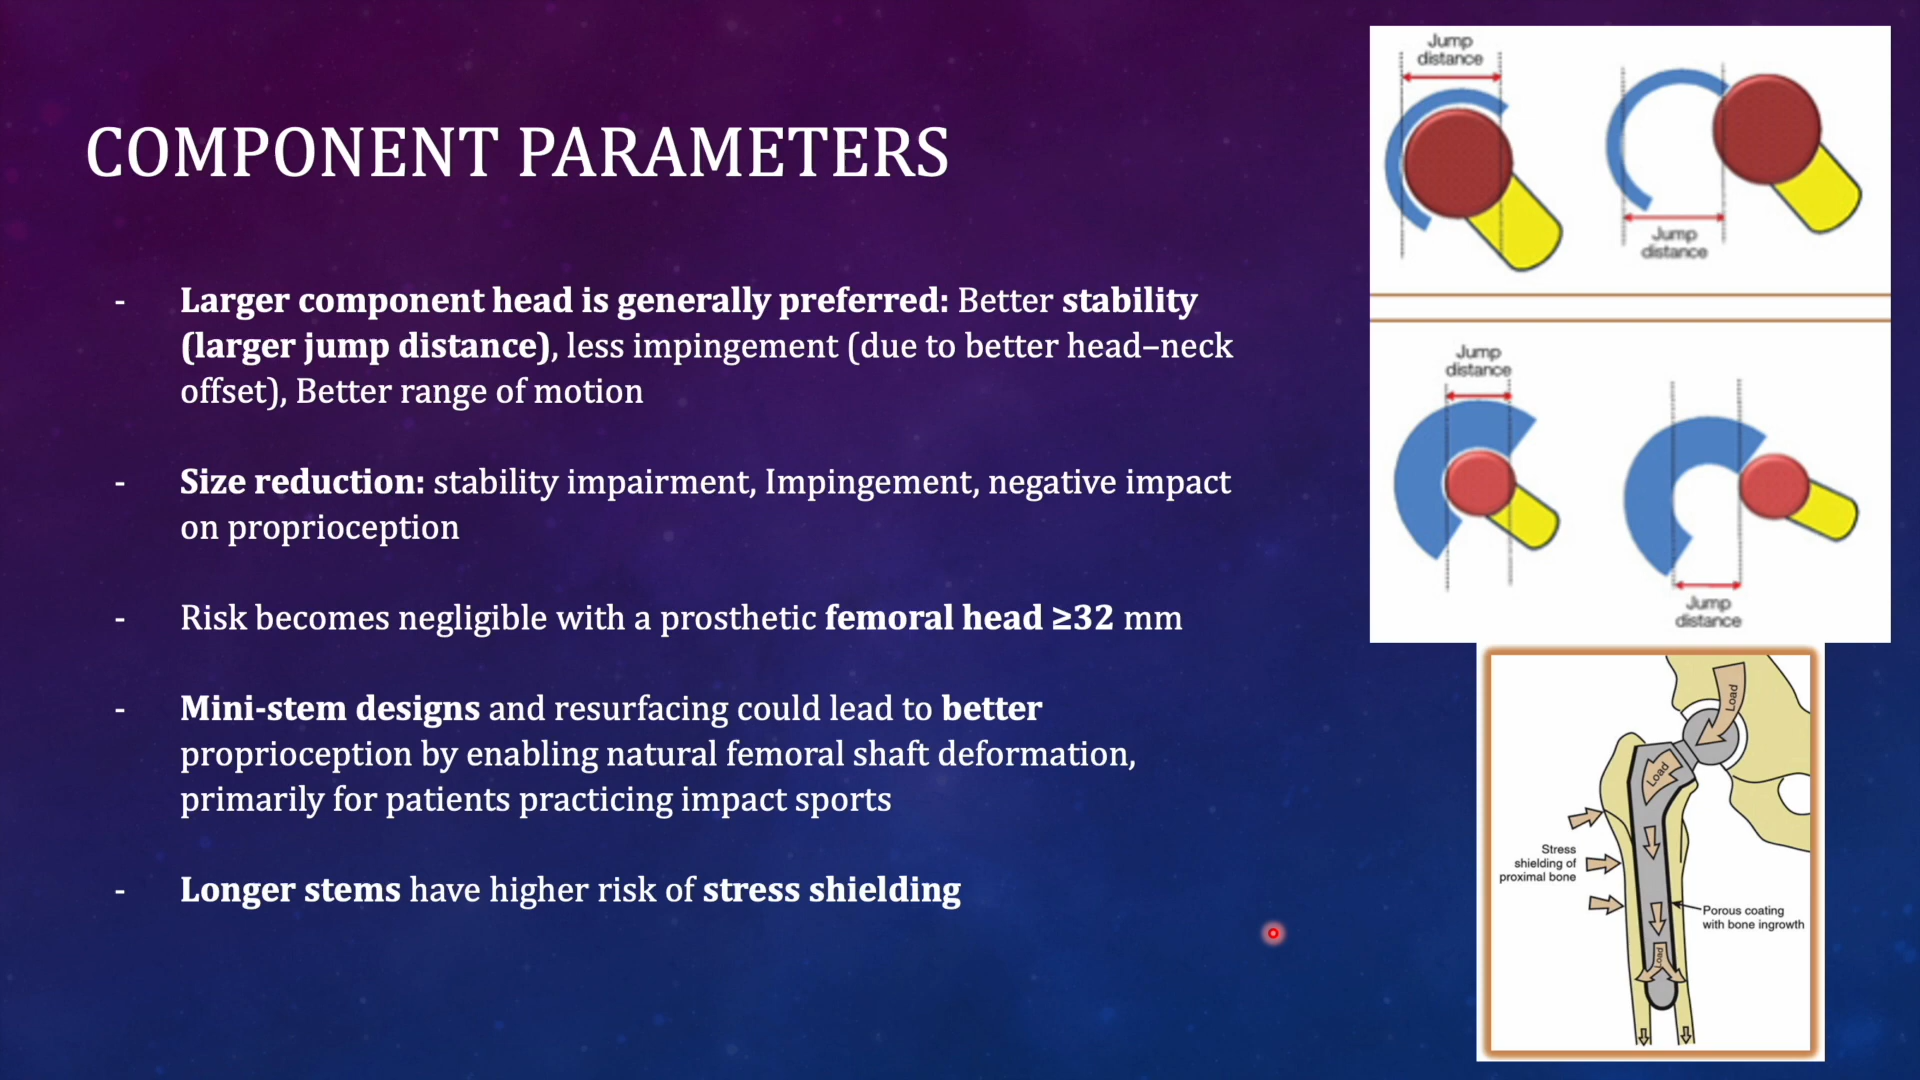 COMPONENT PARAMETERS
- Larger component head is generally preferred: Better stability
(larger jump distance), less impingement (due to better head–neck
offset), Better range of motion
- Size reduction: stability impairment, Impingement, negative impact
on proprioception
- Risk becomes negligible with a prosthetic femoral head ≥32 mm
- Mini-stem designs and resurfacing could lead to better
proprioception by enabling natural femoral shaft deformation,
primarily for patients practicing impact sports
- Longer stems have higher risk of stress shielding
Jump
distance
Jump
distance
Jump
distance
Jump
distance
Load
Load
Stress
shielding of
proximal bone
Porous coating
with bone ingrowth
Load